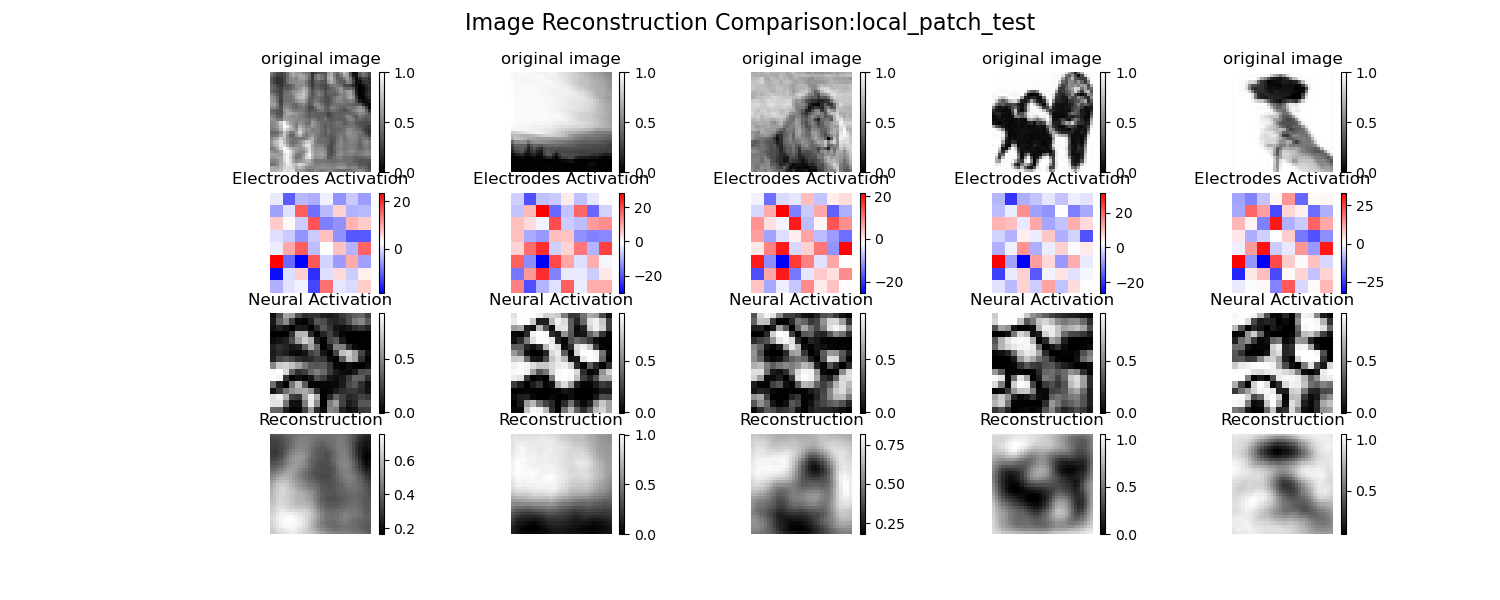 Image Reconstruction Comparison:local_patch_test
original image original image original image original image original image
1.0 1.0 1.0 1.0 1.0
0.5 0.5 0.5 0.5 0.5
0.0 0.0 0.0 0.0 0.0
Electrodes Activation Electrodes Activation Electrodes Activation Electrodes Activation Electrodes Activation
20 20 20 20 25
0 0 0 0 0
−20 −20 −20 −25
Neural Activation Neural Activation Neural Activation Neural Activation Neural Activation
0.5 0.5 0.5 0.5 0.5
0.0 0.0 0.0 0.0 0.0
Reconstruction Reconstruction Reconstruction Reconstruction Reconstruction
0.6 1.0 0.75 1.0 1.0
0.4 0.5 0.50 0.5 0.5
0.2 0.0 0.25 0.0